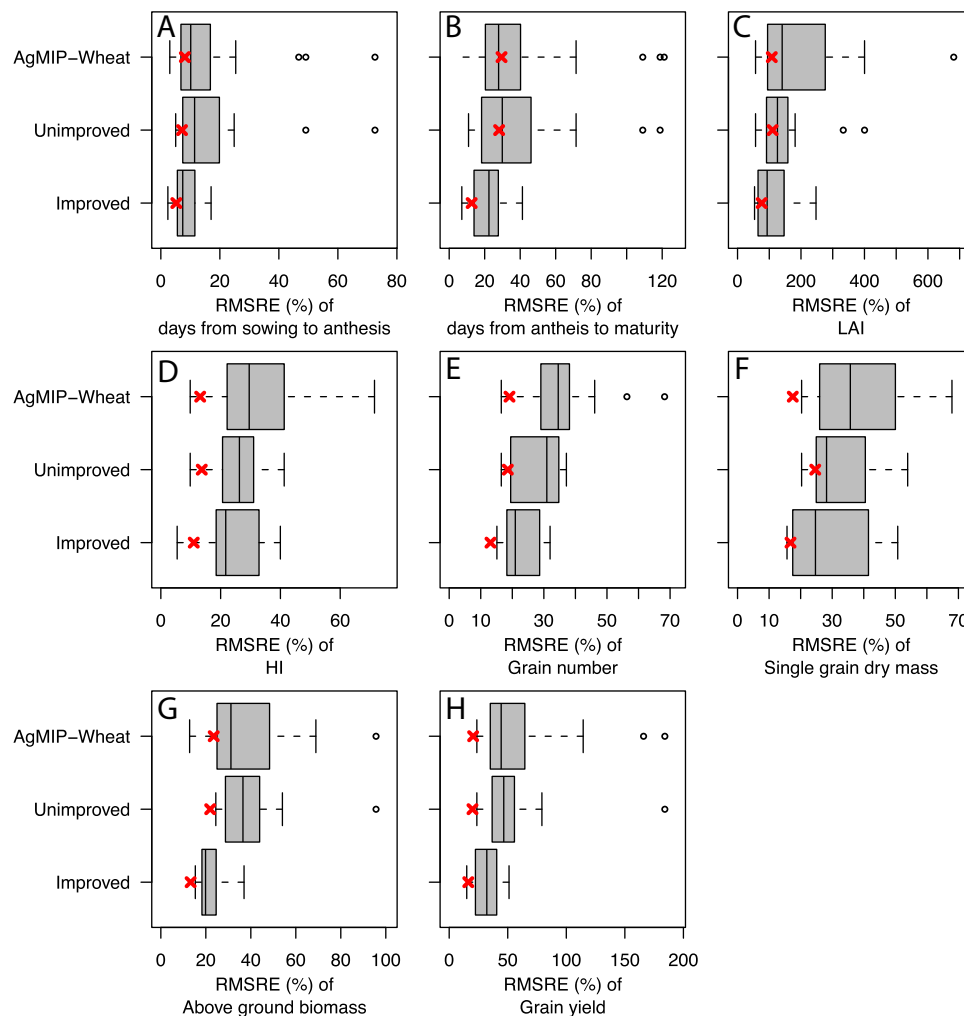 A
B
C
AgMIP−Wheat
Unimproved
Improved
0 20 40 60 80
0 20 40 60 80 120
0 200 400 600
RMSRE (%) of
days from sowing to anthesis
RMSRE (%) of
days from antheis to maturity
RMSRE (%) of
LAI
D
E
F
AgMIP−Wheat
Unimproved
Improved
0 20 40 60
10 30 50 70
0 10 30 50 70
RMSRE (%) of
HI
RMSRE (%) of
Grain number
RMSRE (%) of
Single grain dry mass
G
H
AgMIP−Wheat
Unimproved
Improved
0 20 40 60 80 100
0 50 100 150 200
RMSRE (%) of
Above ground biomass
RMSRE (%) of
Grain yield